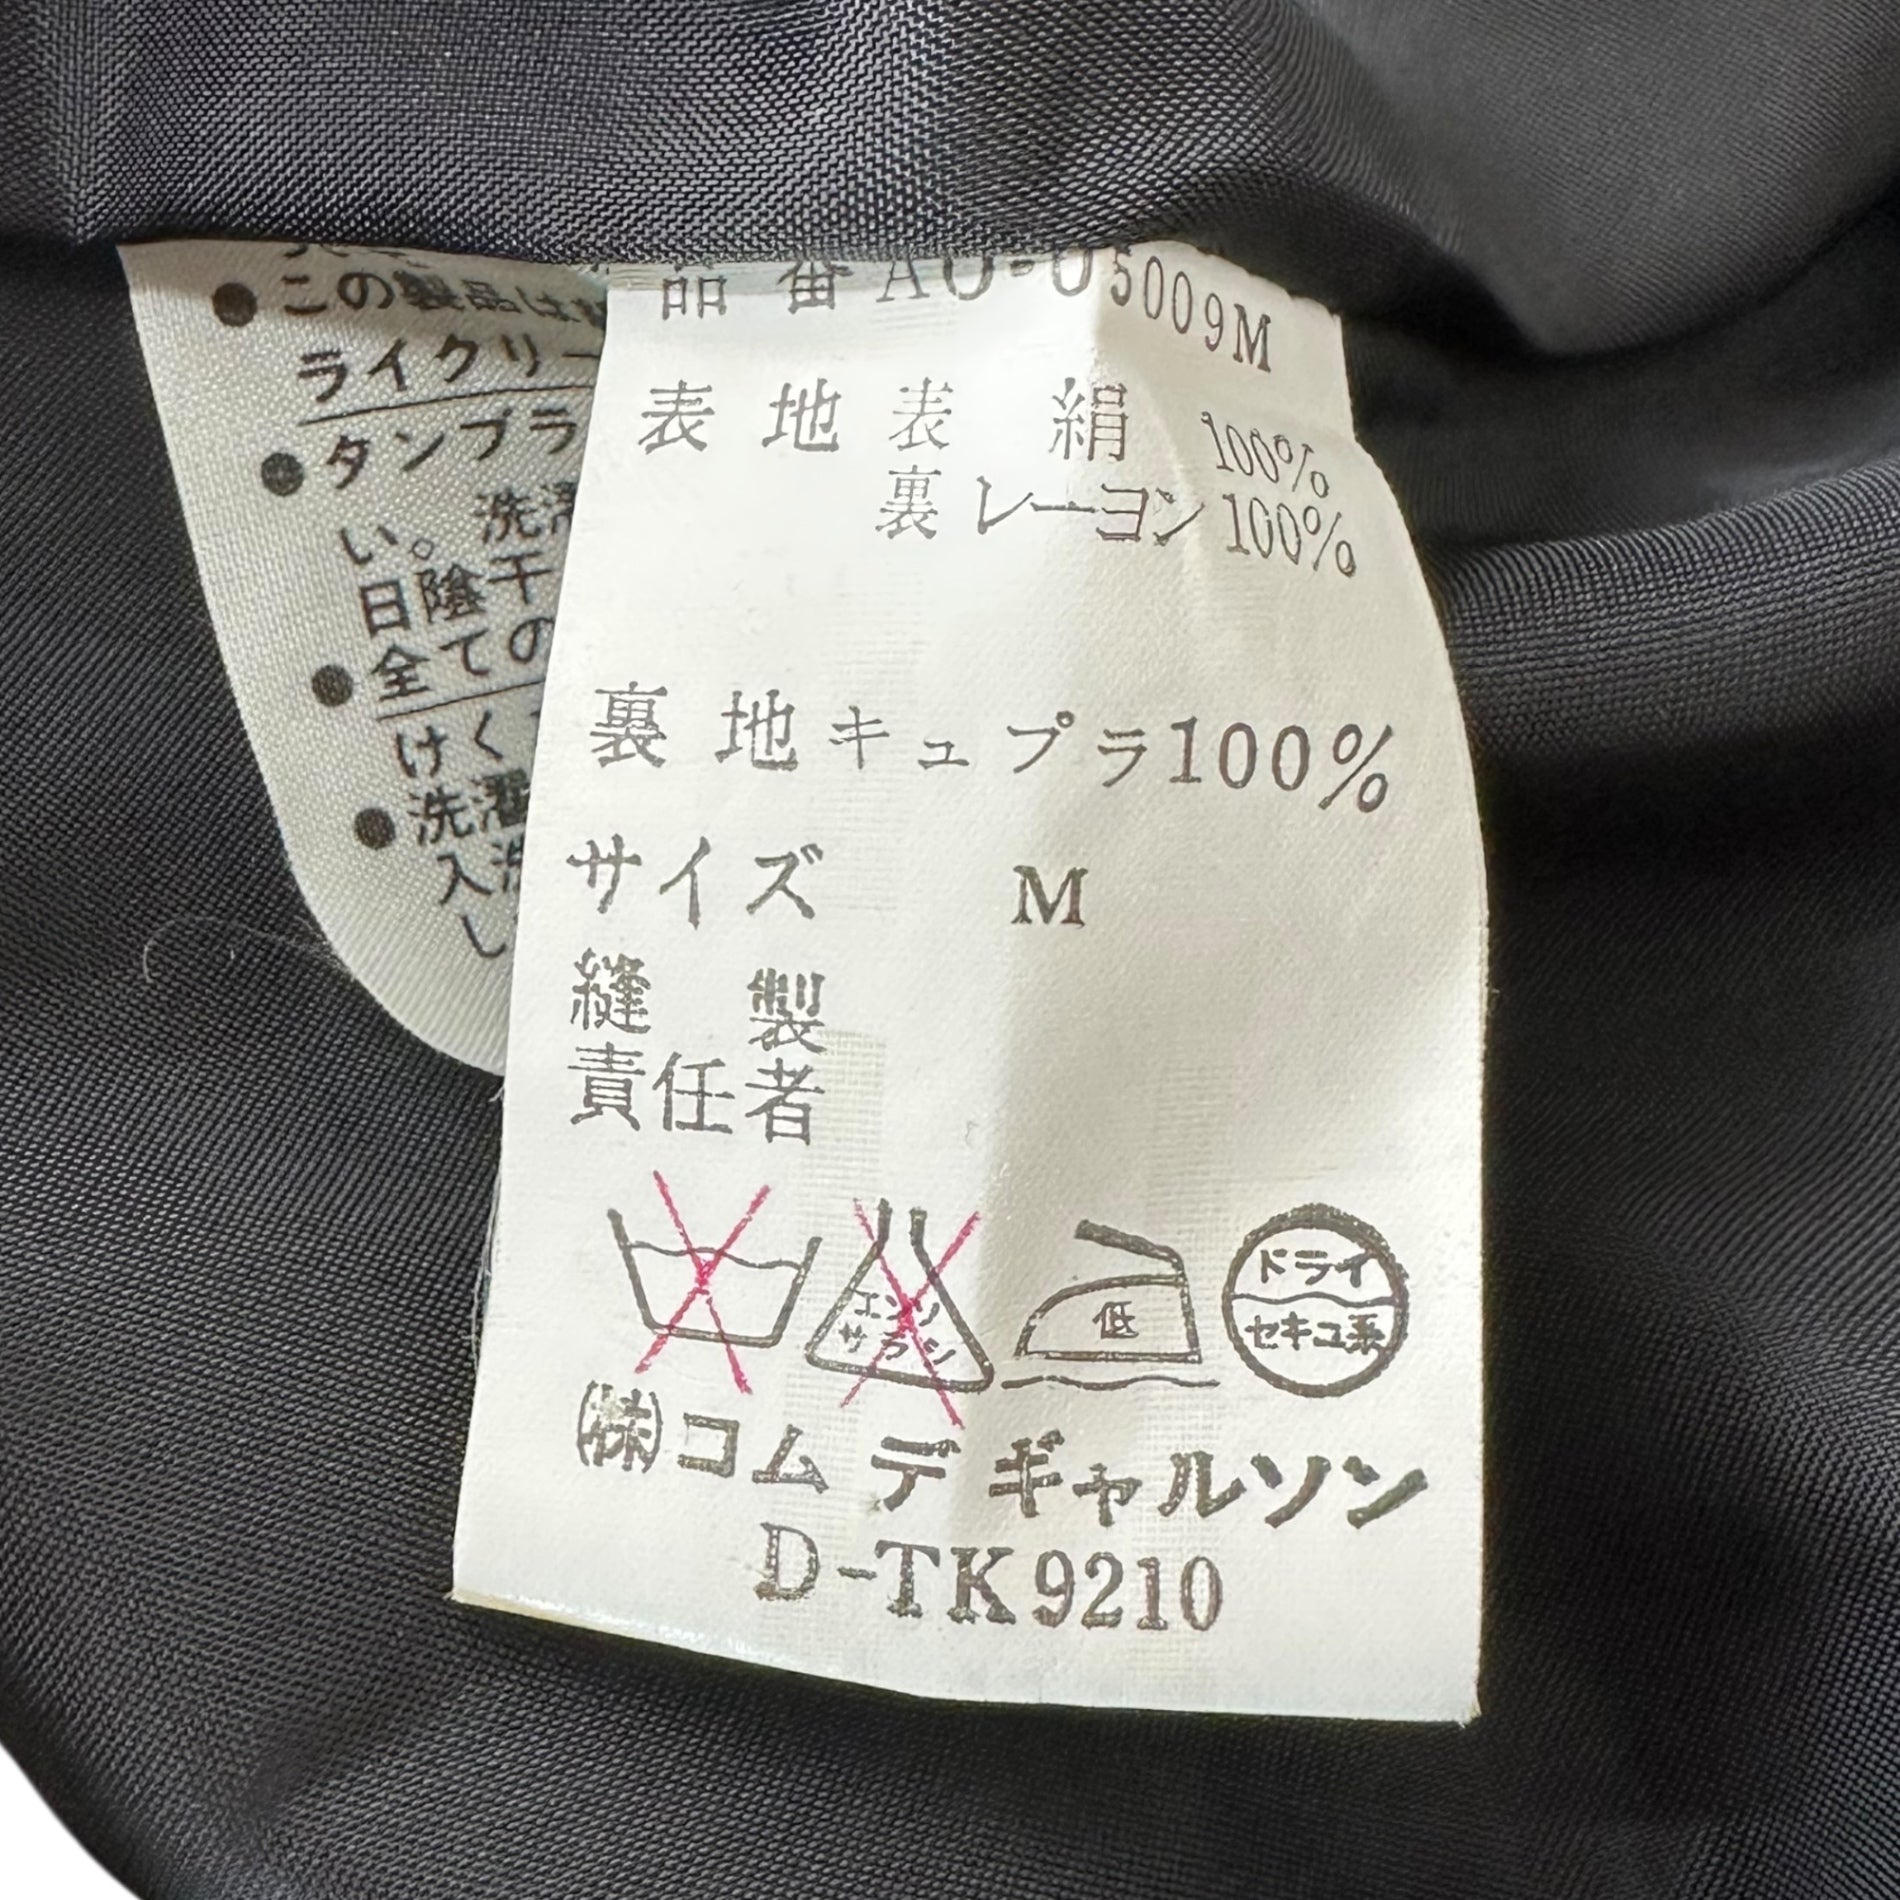 この製品は
ライクリー
タンブラ
い。洗濯
日陰干
全ての
けく
洗濯
入洗
し
品番AO-05009M
表地表 絹 100%
裏レーヨン100%
裏地キュプラ100%
サイズ M
縫製
責任者
エンソ
サラシ
低
ドライ
セキユ系
㈱コム デ ギャルソン
D-TK9210